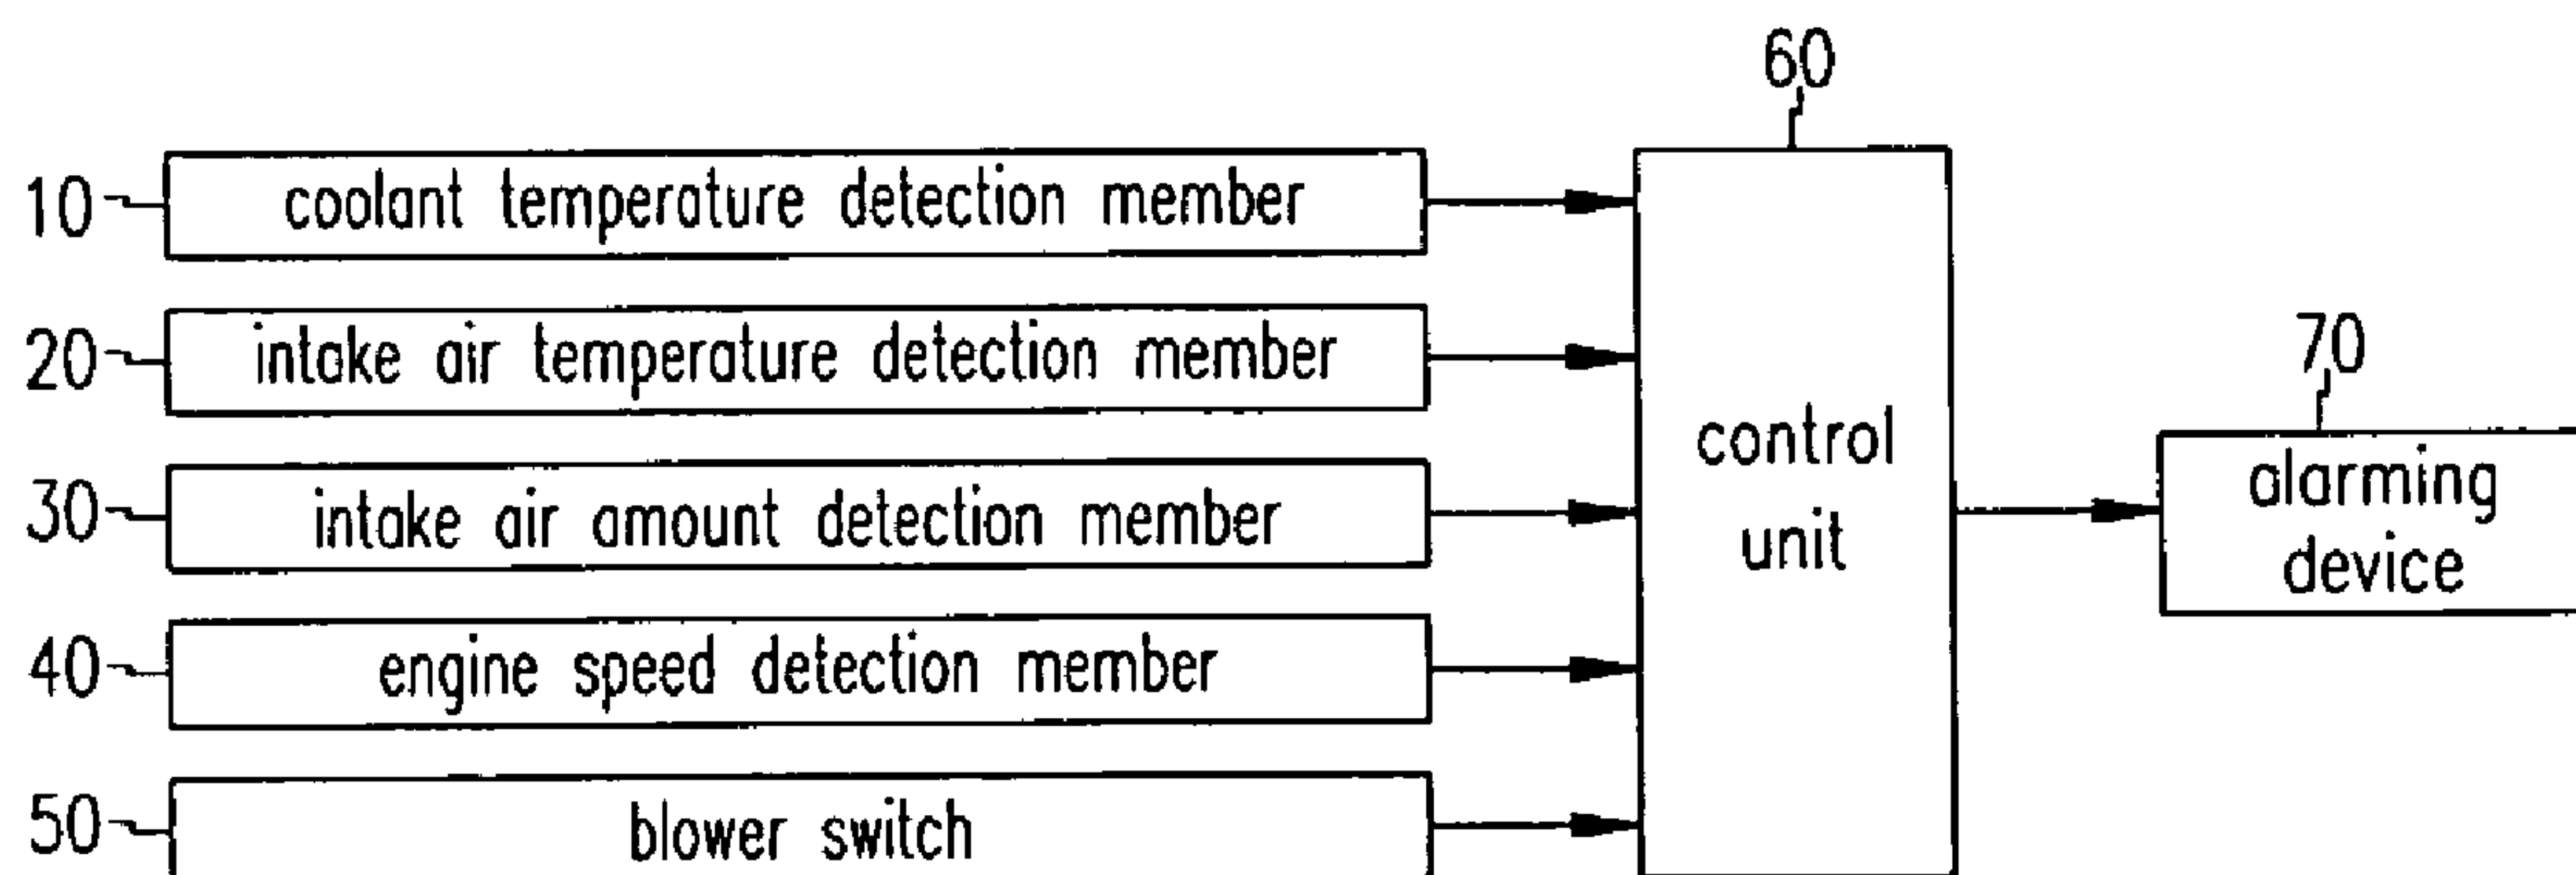 60
10
coolant temperature detection member
20
intake air temperature detection member
70
30
intake air amount detection member
control
unit
alarming
device
40
engine speed detection member
50
blower switch